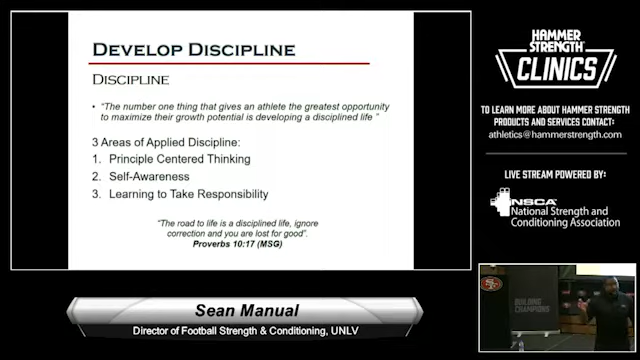 DEVELOP DISCIPLINE
DISCIPLINE
• "The number one thing that gives an athlete the greatest opportunity
to maximize their growth potential is developing a disciplined life "
3 Areas of Applied Discipline:
1. Principle Centered Thinking
2. Self-Awareness
3. Learning to Take Responsibility
"The road to life is a disciplined life, ignore
correction and you are lost for good".
Proverbs 10:17 (MSG)
Sean Manual
Director of Football Strength & Conditioning, UNLV
HAMMER
STRENGTH
CLINICS
TO LEARN MORE ABOUT HAMMER STRENGTH
PRODUCTS AND SERVICES CONTACT:
athletics@hammerstrength.com
LIVE STREAM POWERED BY:
NSCA
National Strength and
Conditioning Association
BUILDING
CHAMPIONS